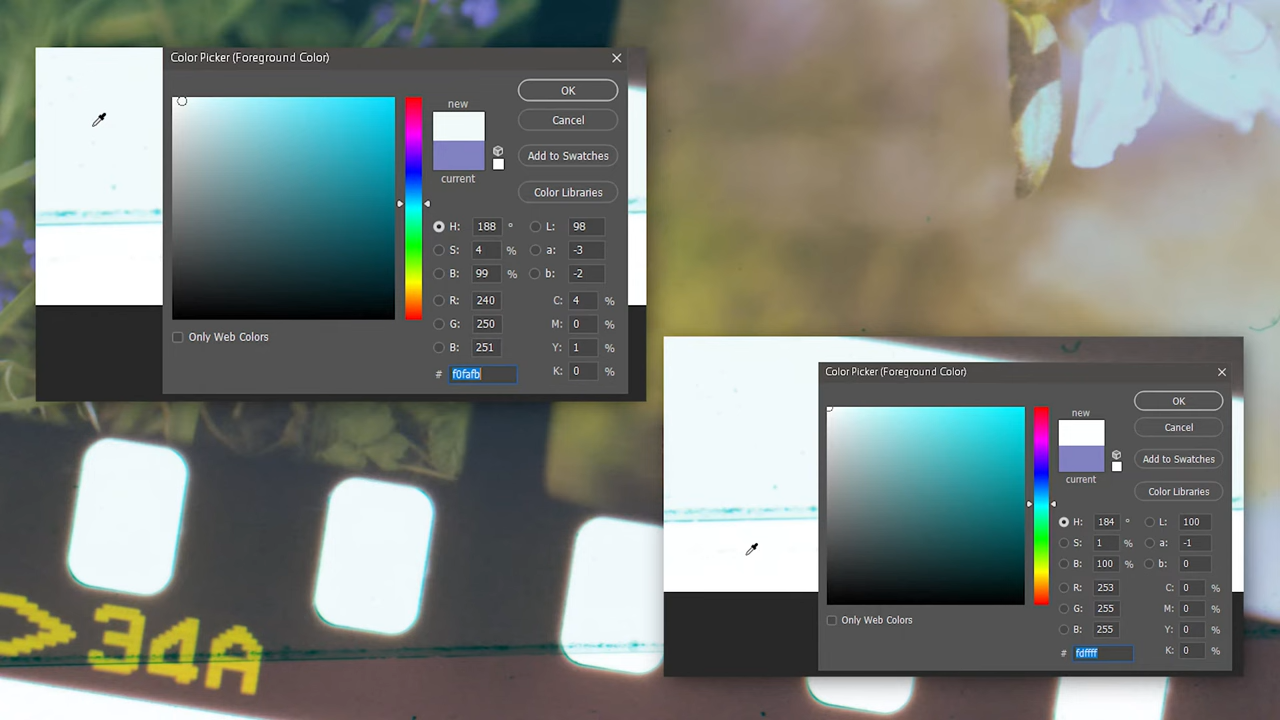 Color Picker (Foreground Color)
new
current
OK
Cancel
Add to Swatches
Color Libraries
H: 188 °
S: 4 %
B: 99 %
R: 240
G: 250
B: 251
# f0fafb
L: 98
a: -3
b: -2
C: 4 %
M: 0 %
Y: 1 %
K: 0 %
Only Web Colors
Color Picker (Foreground Color)
new
current
OK
Cancel
Add to Swatches
Color Libraries
H: 184 °
S: 1 %
B: 100 %
R: 253
G: 255
B: 255
# fdffff
L: 100
a: -1
b: 0
C: 0 %
M: 0 %
Y: 0 %
K: 0 %
Only Web Colors
34A